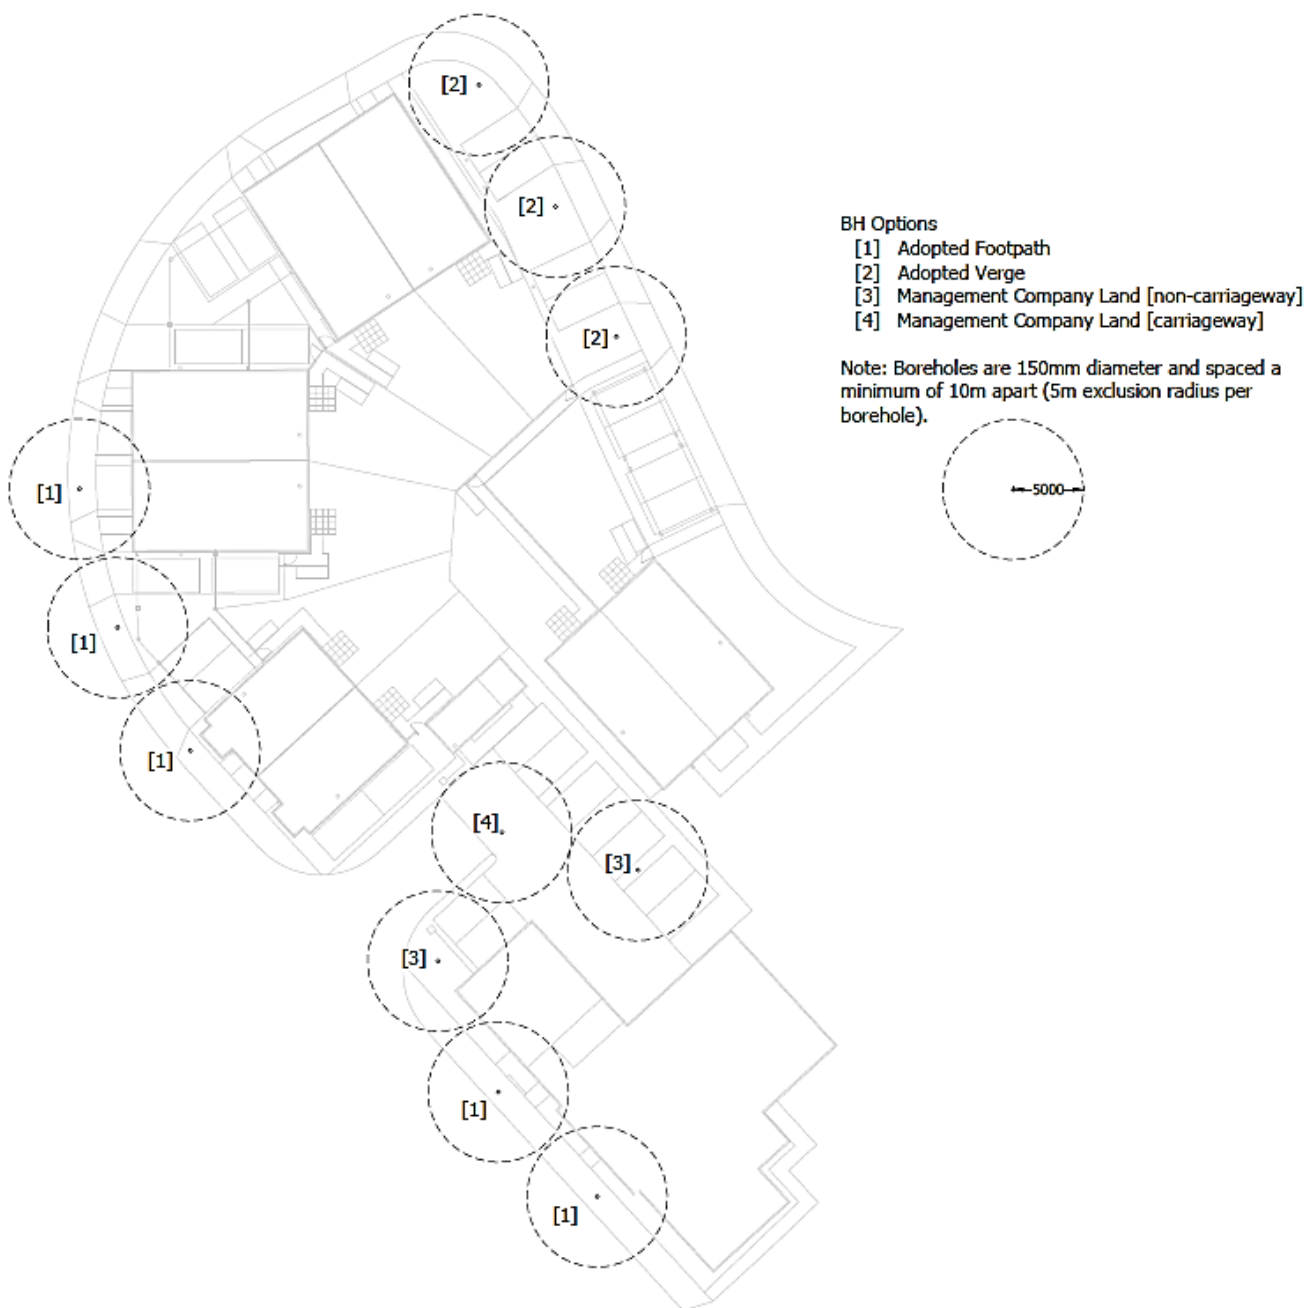 [2]
[2]
BH Options
[1] Adopted Footpath
[2] Adopted Verge
[3] Management Company Land [non-carriageway]
[4] Management Company Land [carriageway]
[2]
Note: Boreholes are 150mm diameter and spaced a
minimum of 10m apart (5m exclusion radius per
borehole).
[1]
5000
[1]
[1]
[4]
[3]
[3]
[1]
[1]